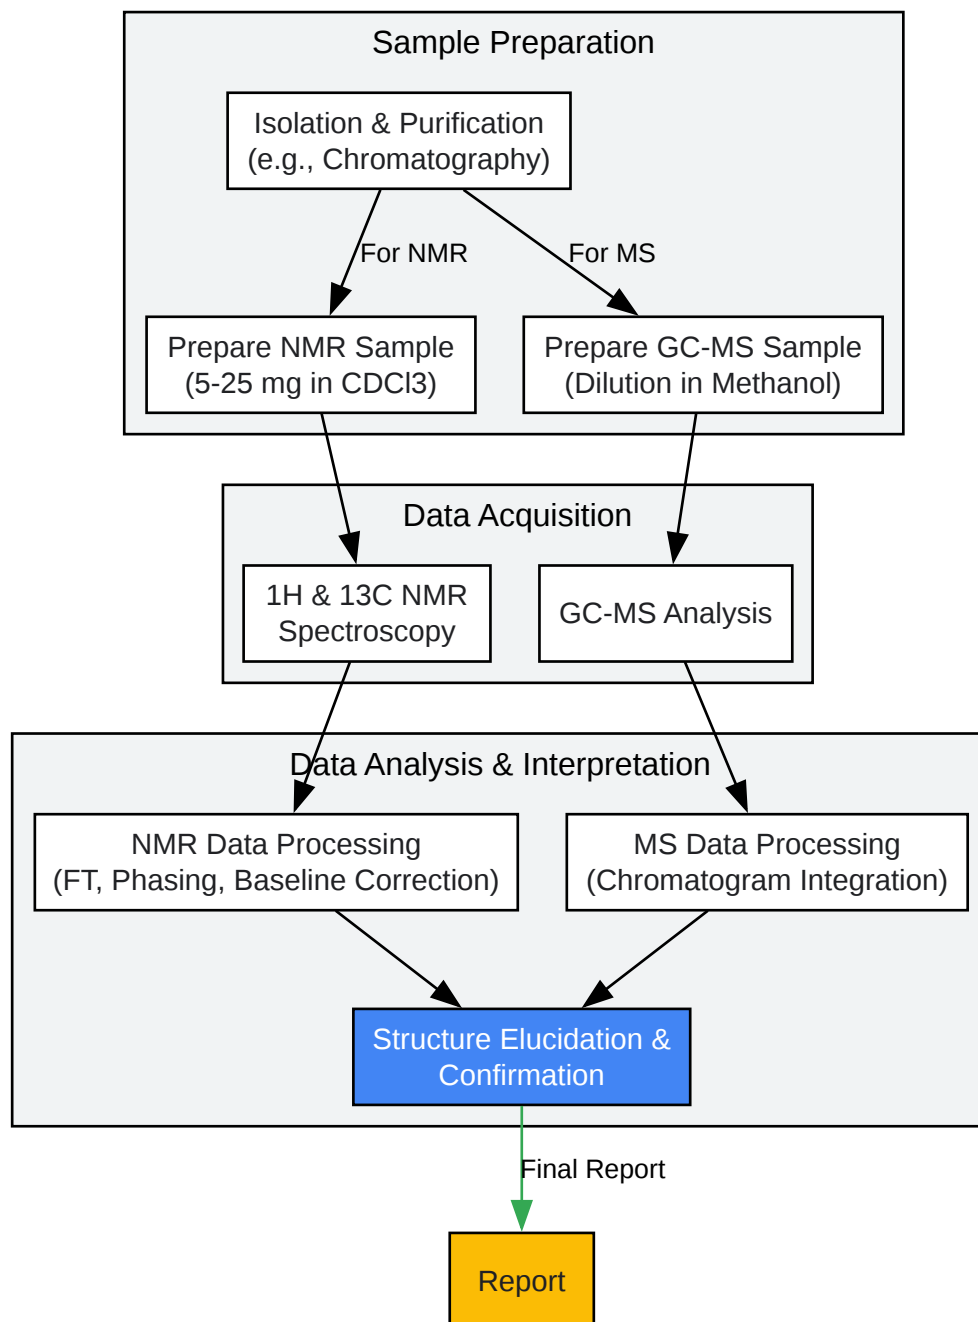 Sample Preparation
Isolation & Purification
(e.g., Chromatography)
For NMR
For MS
Prepare NMR Sample
(5-25 mg in CDCl3)
Prepare GC-MS Sample
(Dilution in Methanol)
Data Acquisition
1H & 13C NMR
Spectroscopy
GC-MS Analysis
Data Analysis & Interpretation
NMR Data Processing
(FT, Phasing, Baseline Correction)
MS Data Processing
(Chromatogram Integration)
Structure Elucidation &
Confirmation
Final Report
Report